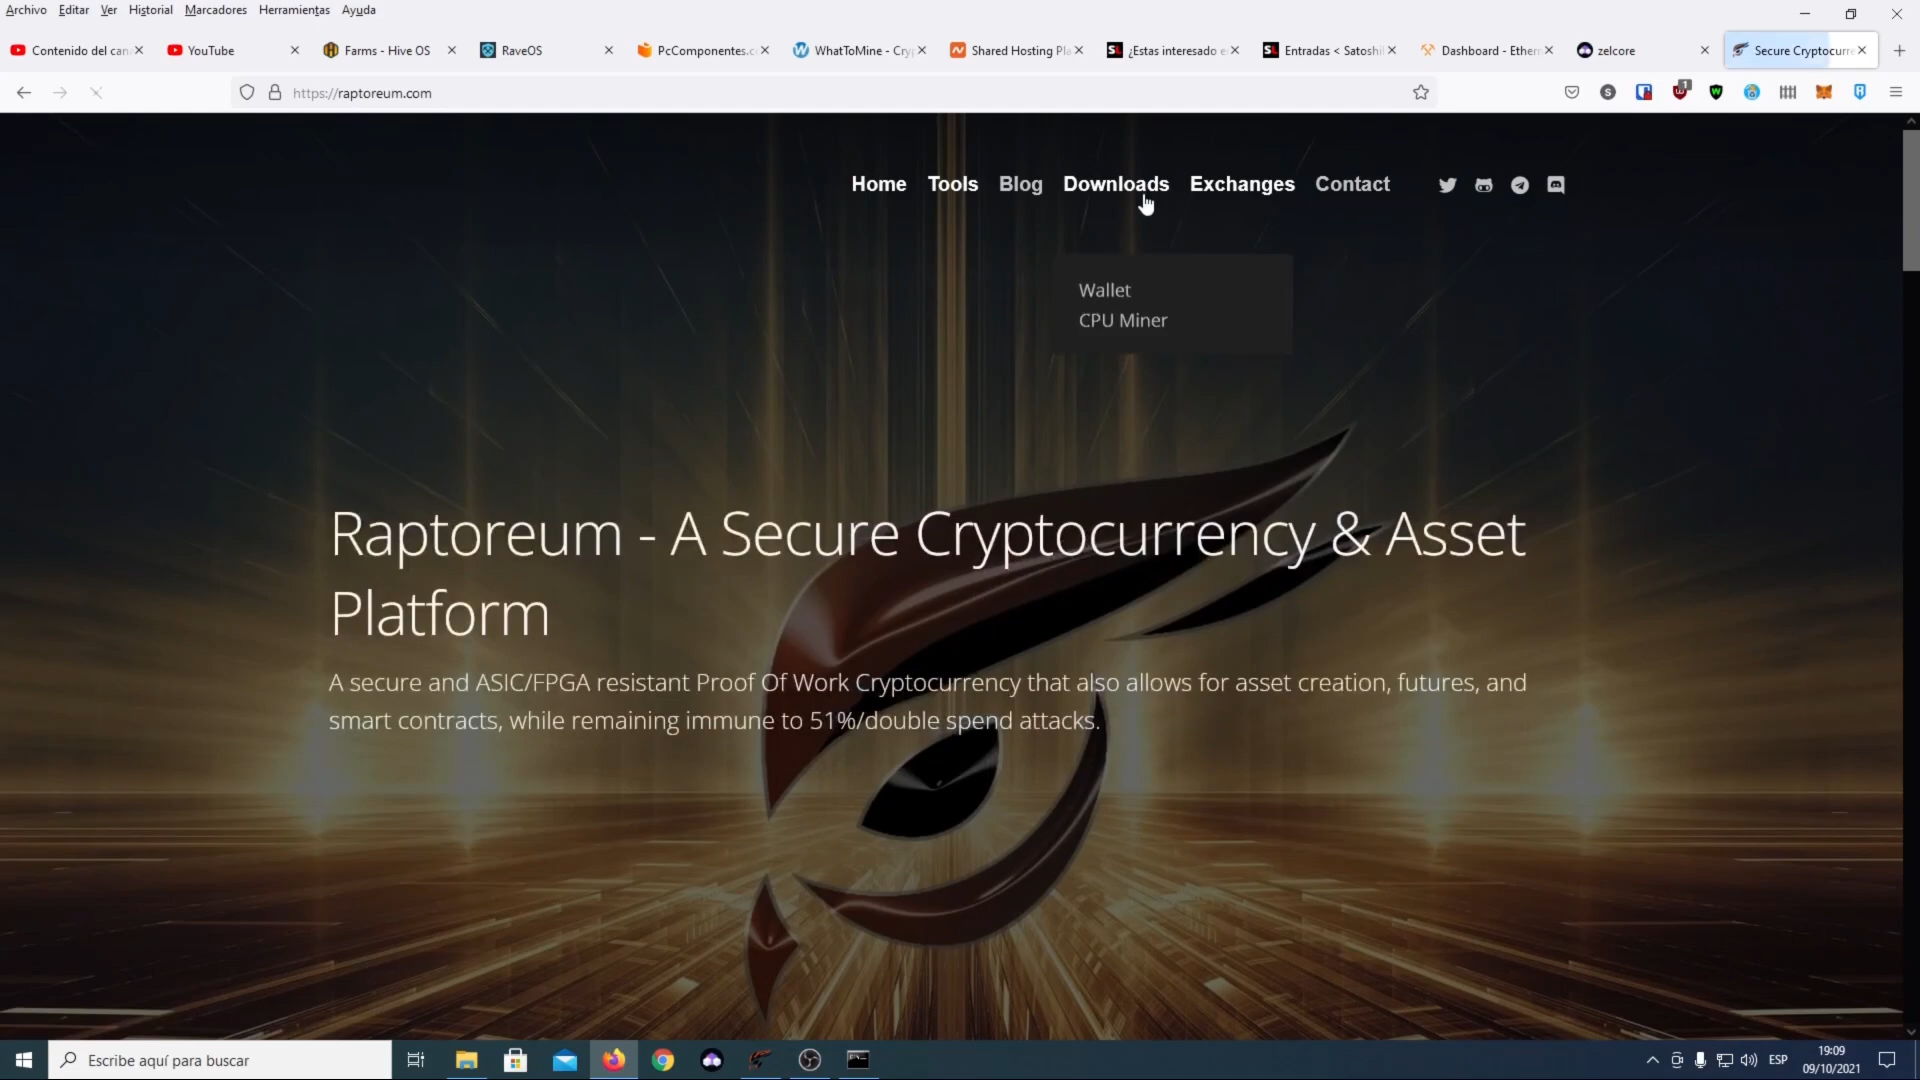 Archivo Editar Ver Historial Marcadores Herramientas Ayuda
Contenido del can YouTube Farms - Hive OS RaveOS PcComponentes.c WhatToMine - Cry Shared Hosting Pla ¿Estas interesado e Entradas < Satoshi Dashboard - Ether zelcore Secure Cryptocurre
https://raptoreum.com
Home Tools Blog Downloads Exchanges Contact
Wallet
CPU Miner
Raptoreum - A Secure Cryptocurrency & Asset
Platform
A secure and ASIC/FPGA resistant Proof Of Work Cryptocurrency that also allows for asset creation, futures, and
smart contracts, while remaining immune to 51%/double spend attacks.
Escribe aquí para buscar
ESP
19:09
09/10/2021